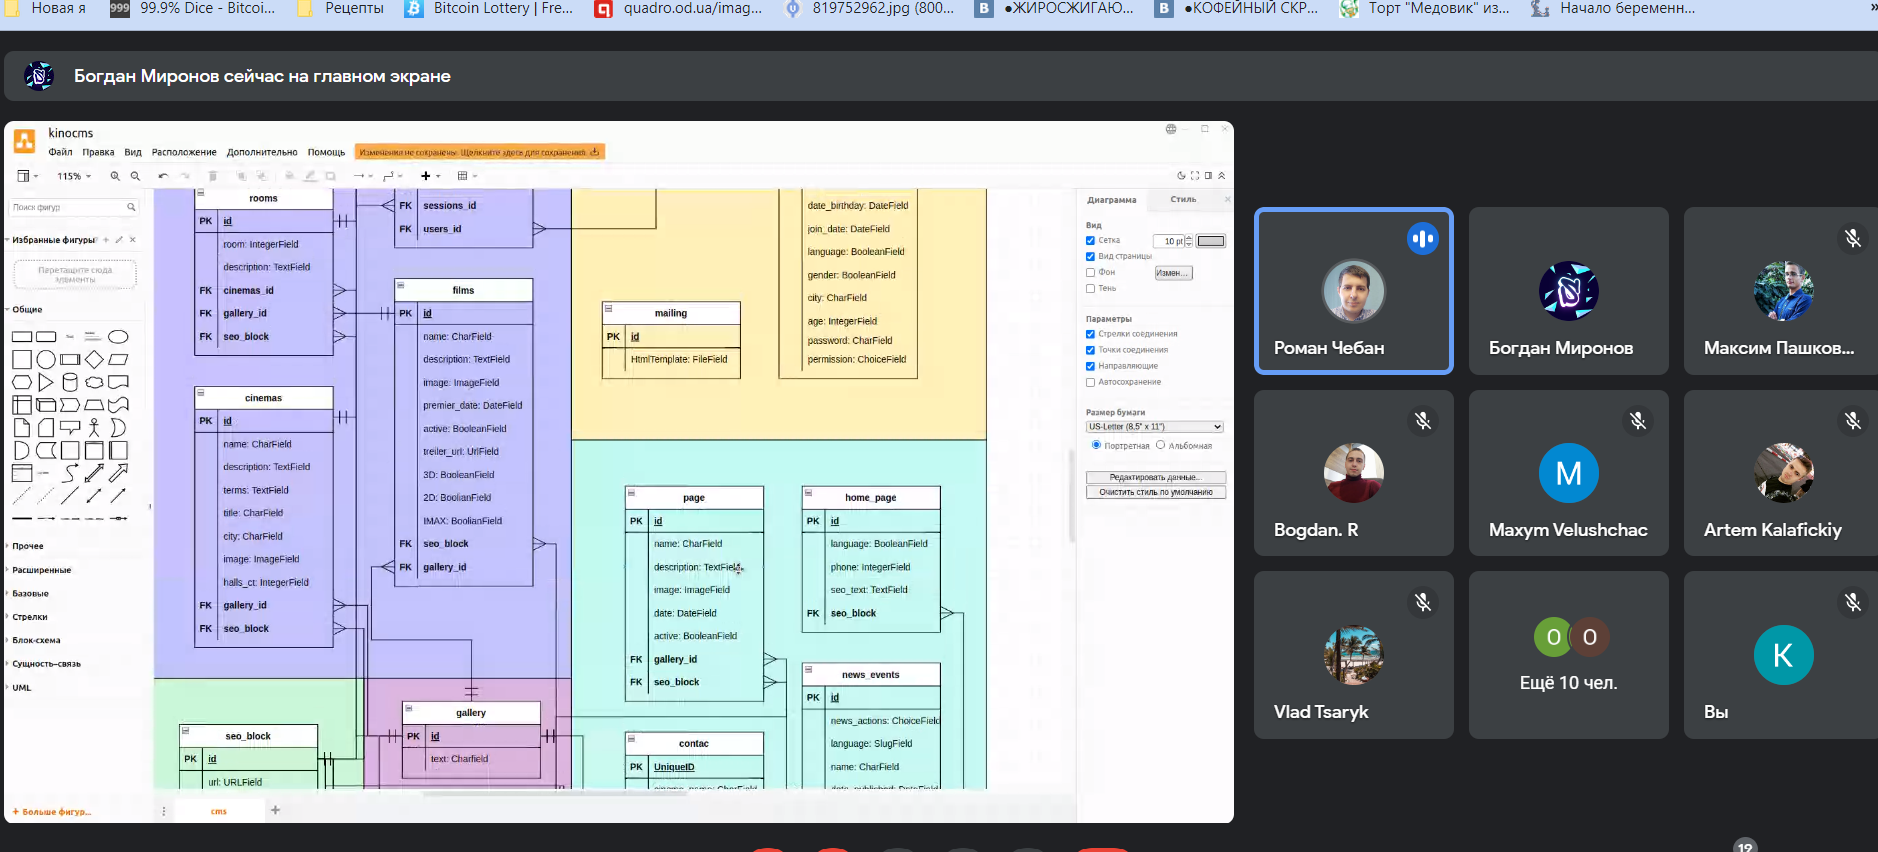 Новая я
999 99.9% Dice - Bitcoi...
Рецепты
Bitcoin Lottery | Fre...
quadro.od.ua/imag...
819752962.jpg (800...
В ●ЖИРОСЖИГАЮ...
В ●КОФЕЙНЫЙ СКР...
Торт "Медовик" из...
Начало беременн...
»
Богдан Миронов сейчас на главном экране
kinocms
Файл Правка Вид Расположение Дополнительно Помощь
Изменения не сохранены. Щелкните здесь для сохранения.
115%
Поиск фигур
Избранные фигуры
Перетащите сюда
элементы
Общие
Прочее
Расширенные
Базовые
Стрелки
Блок-схема
Сущность-связь
UML
+ Больше фигур...
cms
rooms
PK id
room: IntegerField
description: TextField
FK cinemas_id
FK gallery_id
FK seo_block
cinemas
PK id
name: CharField
description: TextField
terms: TextField
title: CharField
city: CharField
image: ImageField
halls_ct: IntegerField
FK gallery_id
FK seo_block
seo_block
PK id
url: URLField
FK sessions_id
FK users_id
films
PK id
name: CharField
description: TextField
image: ImageField
premier_date: DateField
active: BooleanField
treiler_url: UrlField
3D: BooleanField
2D: BoolianField
IMAX: BoolianField
FK seo_block
FK gallery_id
gallery
PK id
text: Charfield
mailing
PK id
HtmlTemplate: FileField
date_birthday: DateField
join_date: DateField
language: BooleanField
gender: BooleanField
city: CharField
age: IntegerField
password: CharField
permission: ChoiceField
page
PK id
name: CharField
description: TextField
image: ImageField
date: DateField
active: BooleanField
FK gallery_id
FK seo_block
contac
PK UniqueID
home_page
PK id
language: BooleanField
phone: IntegerField
seo_text: TextField
FK seo_block
news_events
PK id
news_actions: ChoiceField
language: SlugField
name: CharField
Диаграмма Стиль
Вид
Сетка 10 pt
Вид страницы
Фон Измен...
Тень
Параметры
Стрелки соединения
Точки соединения
Направляющие
Автосохранение
Размер бумаги
US-Letter (8,5" x 11")
Портретная Альбомная
Редактировать данные...
Очистить стиль по умолчанию
Роман Чебан
Богдан Миронов
Максим Пашков...
Bogdan. R
M
Maxym Velushchac
Artem Kalafickiy
Vlad Tsaryk
O O
Ещё 10 чел.
K
Вы
19